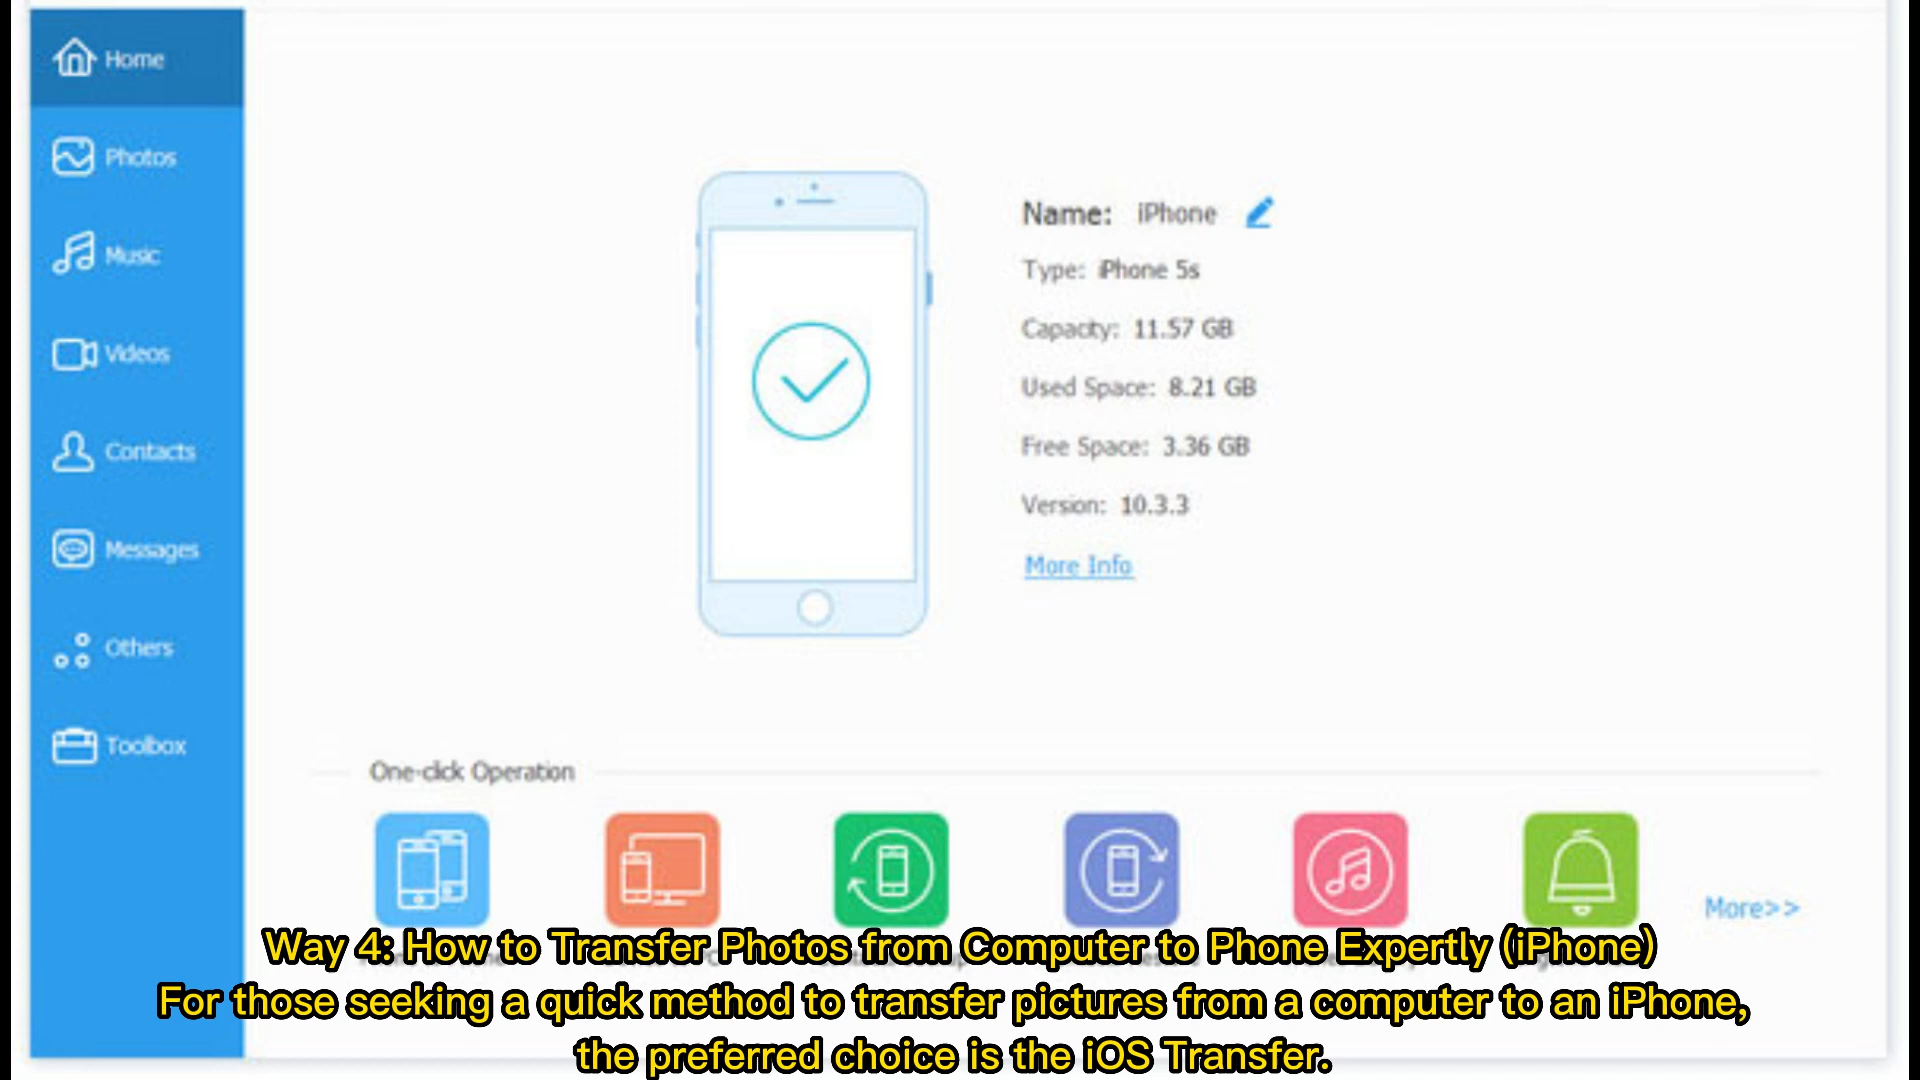 Home
Photos
Music
Videos
Contacts
Messages
Others
Toolbox
Name: iPhone
Type: iPhone 5s
Capacity: 11.57 GB
Used Space: 8.21 GB
Free Space: 3.36 GB
Version: 10.3.3
More Info
One-click Operation
More>>
Way 4: How to Transfer Photos from Computer to Phone Expertly (iPhone)
For those seeking a quick method to transfer pictures from a computer to an iPhone,
the preferred choice is the iOS Transfer.